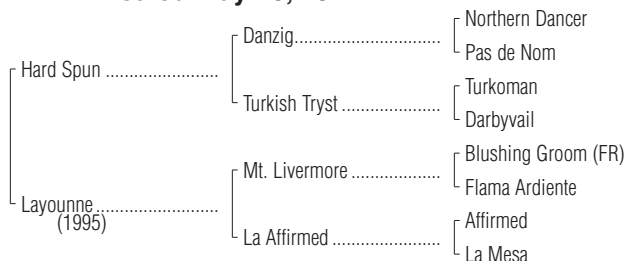 Northern Dancer
Danzig
Pas de Nom
Hard Spun
Turkoman
Turkish Tryst
Darbyvail
Blushing Groom (FR)
Mt. Livermore
Flama Ardiente
Layounne
(1995)
Affirmed
La Affirmed
La Mesa